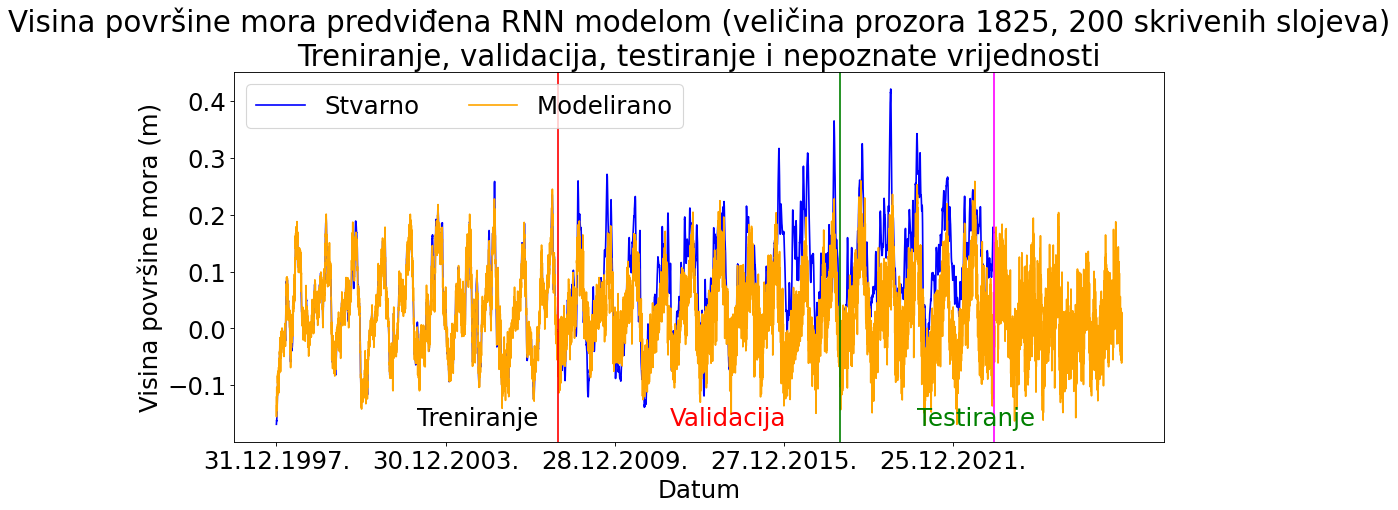 Visina površine mora predviđena RNN modelom (veličina prozora 1825, 200 skrivenih slojeva)
Treniranje, validacija, testiranje i nepoznate vrijednosti
Stvarno Modelirano
Visina površine mora (m)
0.4
0.3
0.2
0.1
0.0
−0.1
Treniranje Validacija Testiranje
31.12.1997. 30.12.2003. 28.12.2009. 27.12.2015. 25.12.2021.
Datum